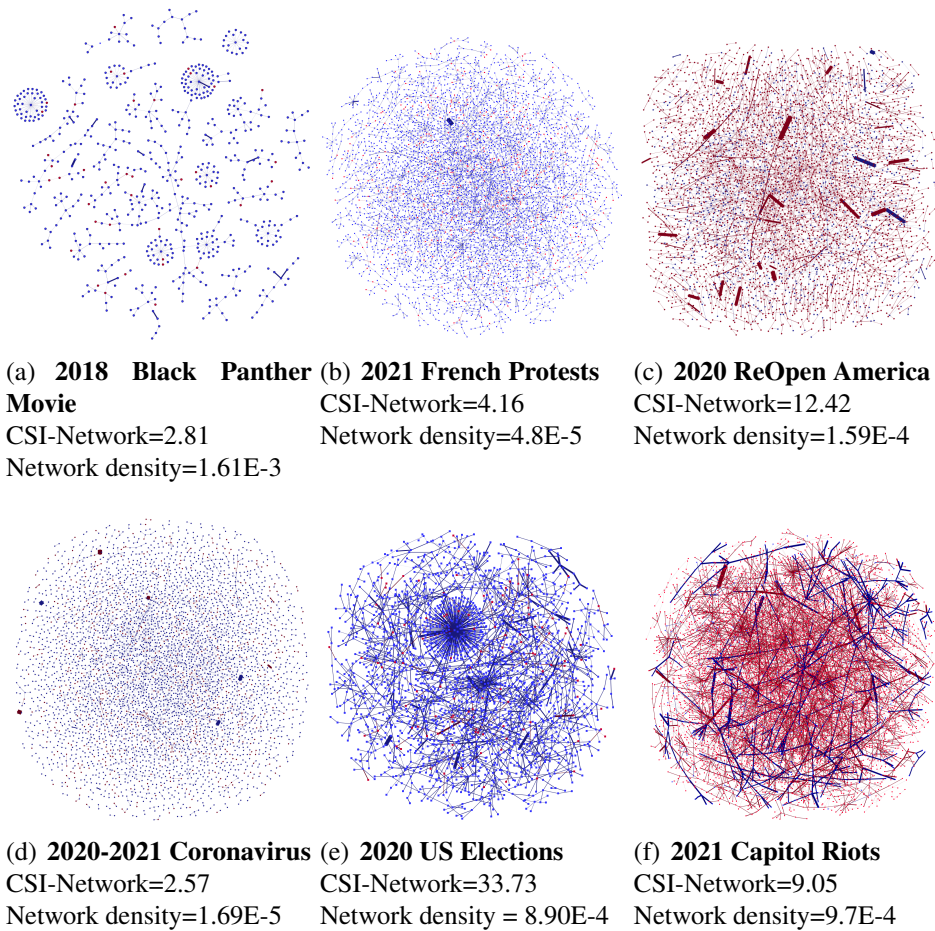 (a) 2018 Black Panther
Movie
CSI-Network=2.81
Network density=1.61E-3
(b) 2021 French Protests
CSI-Network=4.16
Network density=4.8E-5
(c) 2020 ReOpen America
CSI-Network=12.42
Network density=1.59E-4
(d) 2020-2021 Coronavirus
CSI-Network=2.57
Network density=1.69E-5
(e) 2020 US Elections
CSI-Network=33.73
Network density = 8.90E-4
(f) 2021 Capitol Riots
CSI-Network=9.05
Network density=9.7E-4